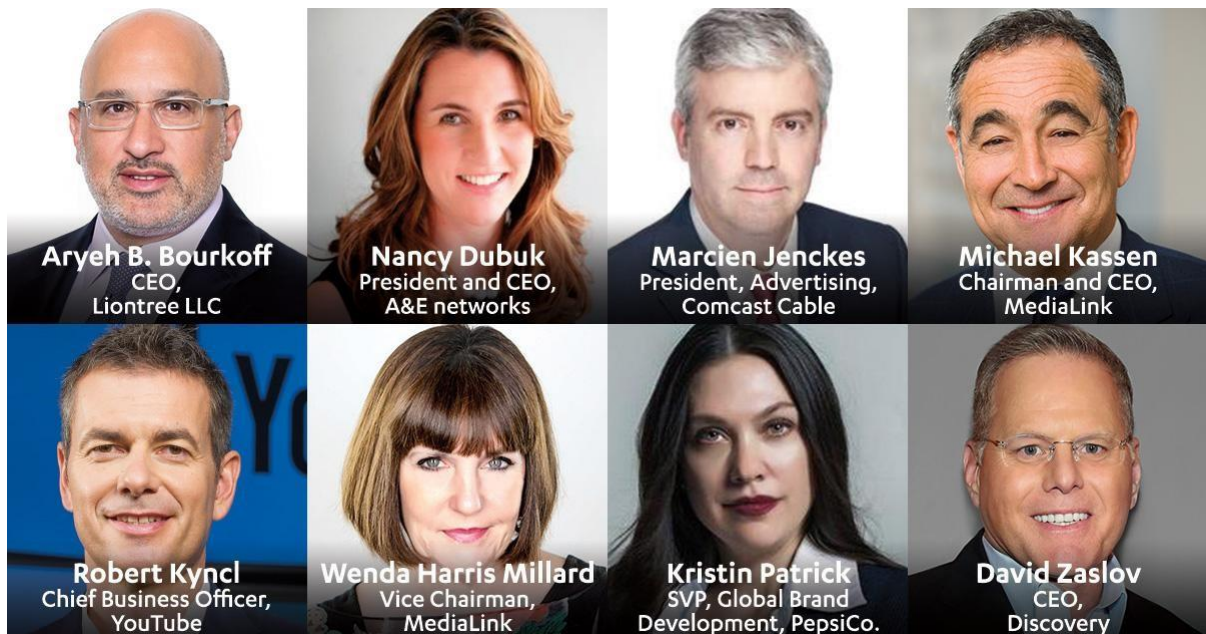 Aryeh B. Bourkoff
CEO,
Liontree LLC
Nancy Dubuk
President and CEO,
A&E networks
Marcien Jenckes
President, Advertising,
Comcast Cable
Michael Kassen
Chairman and CEO,
MediaLink
Yo
Robert Kyncl
Chief Business Officer,
YouTube
Wenda Harris Millard
Vice Chairman,
MediaLink
Kristin Patrick
SVP, Global Brand
Development, PepsiCo.
David Zaslov
CEO,
Discovery